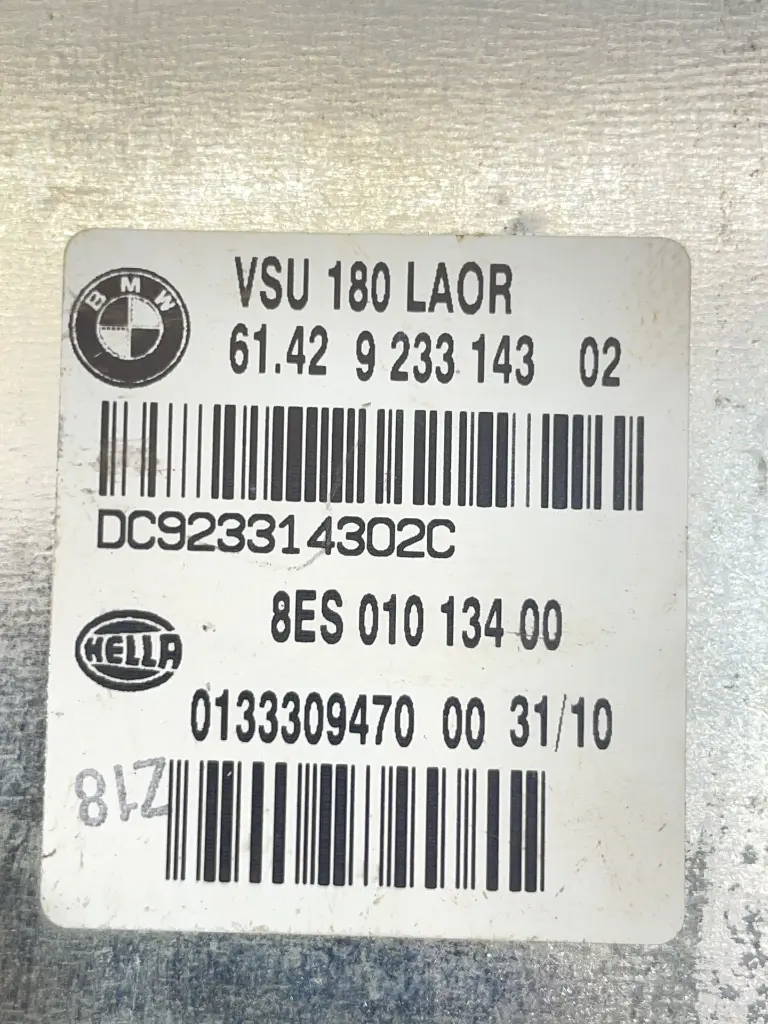 BMW
VSU 180 LAOR
61.42 9 233 143 02
DC923314302C
8ES 010 134 00
HELLA
0133309470 00 31/10
Z18